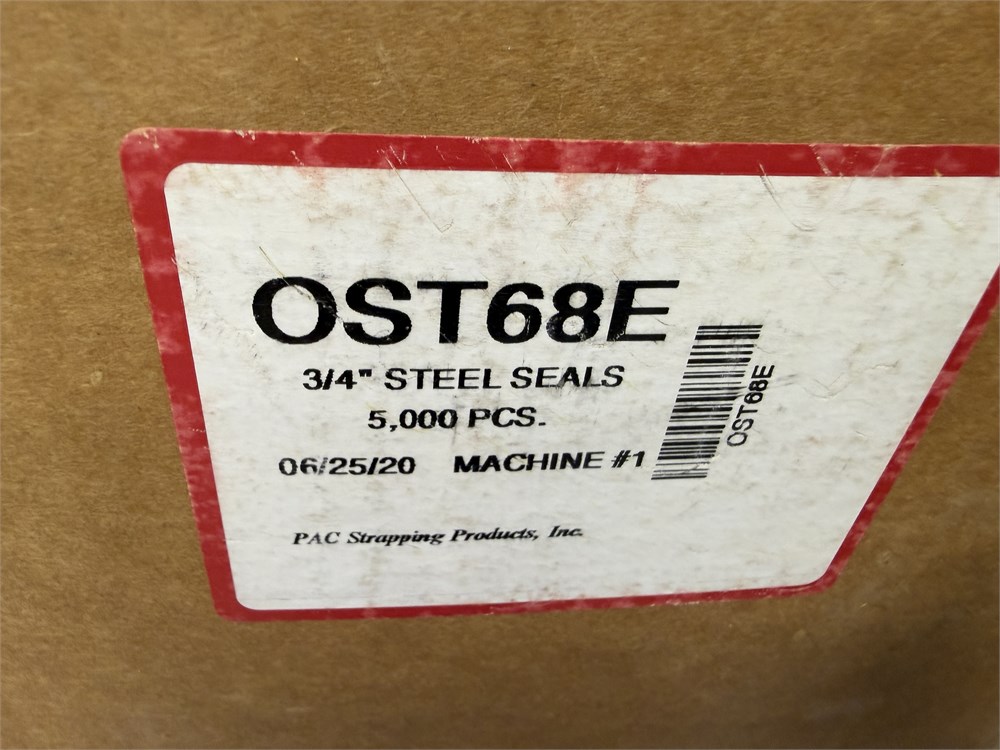 OST68E
3/4" STEEL SEALS
5,000 PCS.
06/25/20 MACHINE #1
OST68E
PAC Strapping Products, Inc.